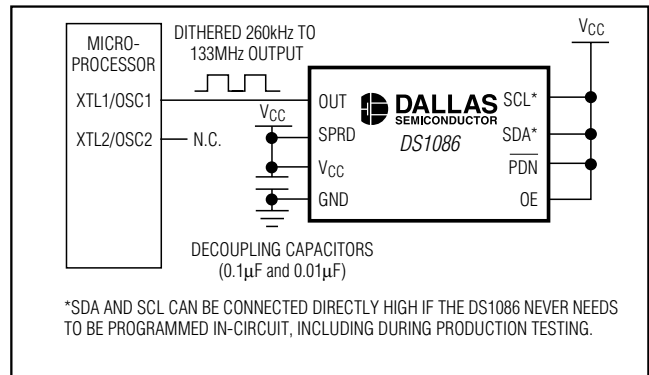 MICRO-
PROCESSOR
XTL1/OSC1
XTL2/OSC2
N.C.
DITHERED 260kHz TO
133MHz OUTPUT
VCC
OUT
SPRD
VCC
GND
DALLAS
SEMICONDUCTOR
DS1086
SCL*
SDA*
PDN
OE
VCC
DECOUPLING CAPACITORS
(0.1μF and 0.01μF)
*SDA AND SCL CAN BE CONNECTED DIRECTLY HIGH IF THE DS1086 NEVER NEEDS
TO BE PROGRAMMED IN-CIRCUIT, INCLUDING DURING PRODUCTION TESTING.